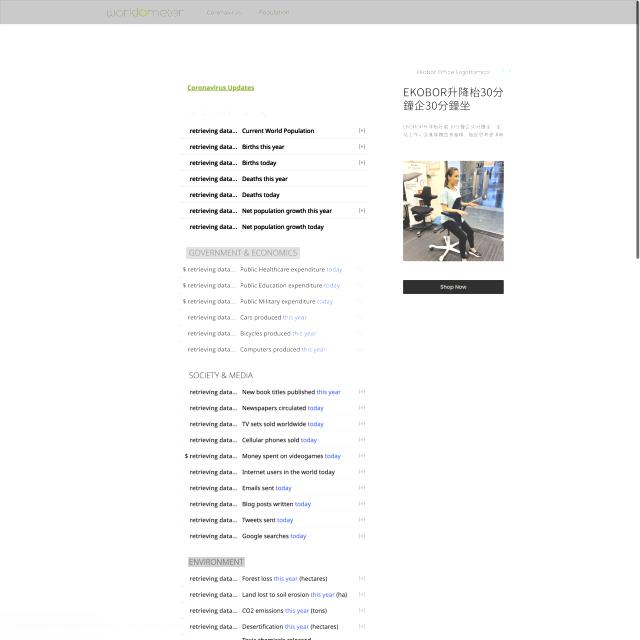 worldometer
Coronavirus Population
Coronavirus Updates
retrieving data... Current World Population [+]
retrieving data... Births this year [+]
retrieving data... Births today [+]
retrieving data... Deaths this year
retrieving data... Deaths today
retrieving data... Net population growth this year [+]
retrieving data... Net population growth today
GOVERNMENT & ECONOMICS
$ retrieving data... Public Healthcare expenditure today
$ retrieving data... Public Education expenditure today
$ retrieving data... Public Military expenditure today
retrieving data... Cars produced this year
retrieving data... Bicycles produced this year
retrieving data... Computers produced this year
SOCIETY & MEDIA
retrieving data... New book titles published this year [+]
retrieving data... Newspapers circulated today [+]
retrieving data... TV sets sold worldwide today [+]
retrieving data... Cellular phones sold today [+]
$ retrieving data... Money spent on videogames today [+]
retrieving data... Internet users in the world today [+]
retrieving data... Emails sent today [+]
retrieving data... Blog posts written today [+]
retrieving data... Tweets sent today [+]
retrieving data... Google searches today [+]
ENVIRONMENT
retrieving data... Forest loss this year (hectares) [+]
retrieving data... Land lost to soil erosion this year (ha) [+]
retrieving data... CO2 emissions this year (tons) [+]
retrieving data... Desertification this year (hectares) [+]
Ekobor Office Ergonomics
EKOBOR升降枱30分
鐘企30分鐘坐
Shop Now